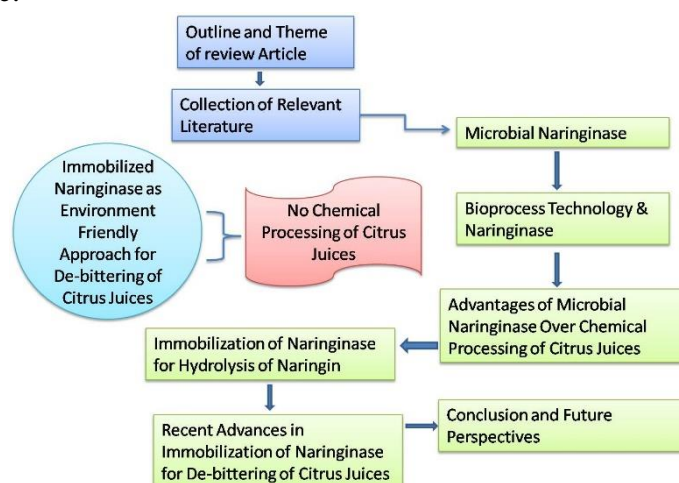 Outline and Theme
of review Article
Collection of Relevant
Literature
Microbial Naringinase
Immobilized
Naringinase as
Environment
Friendly
Approach for
De-bittering of
Citrus Juices
No Chemical
Processing of Citrus
Juices
Bioprocess Technology &
Naringinase
Advantages of Microbial
Naringinase Over Chemical
Processing of Citrus Juices
Immobilization of Naringinase
for Hydrolysis of Naringin
Recent Advances in
Immobilization of Naringinase
for De-bittering of Citrus Juices
Conclusion and Future
Perspectives